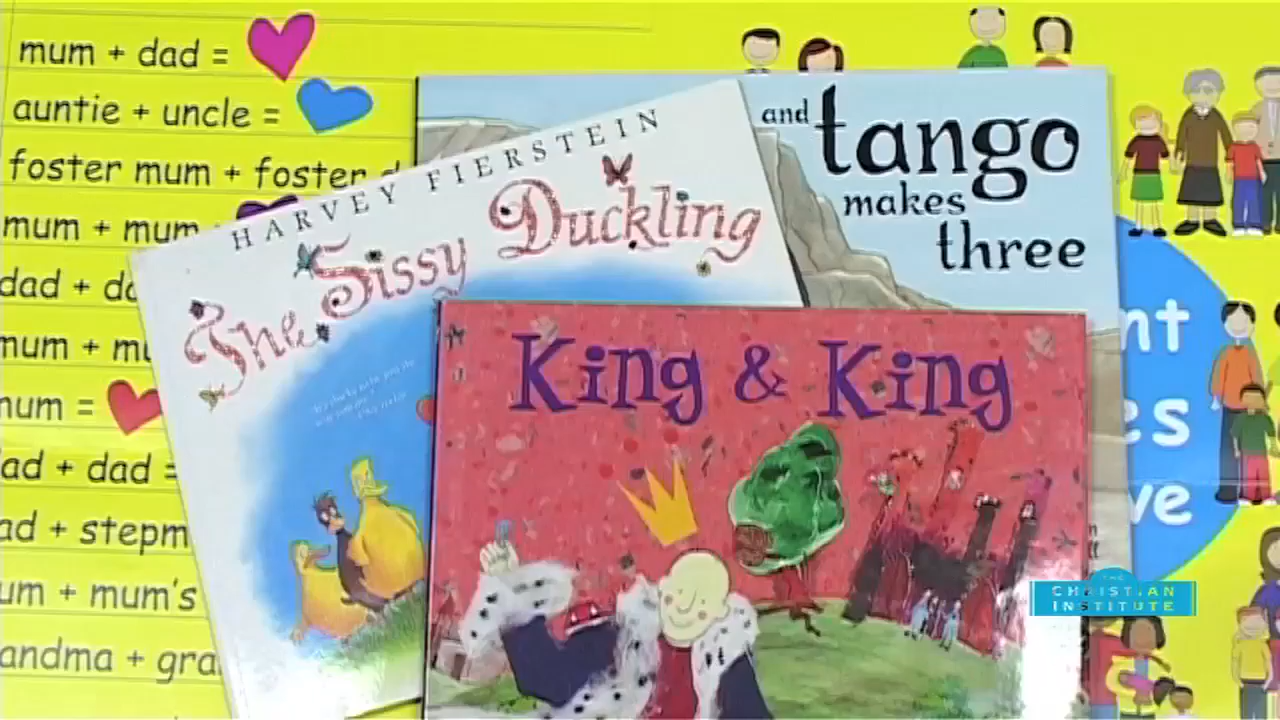 mum + dad =
auntie + uncle =
foster mum + foster
mum + mum
dad + da
mum + mu
mum =
ad + dad =
ad + stepm
um + mum's
andma + gra
HARVEY FIERSTEIN
The Sissy Duckling
and
tango
makes
three
King & King
nt
es
ve
THE
CHRISTIAN
INSTITUTE